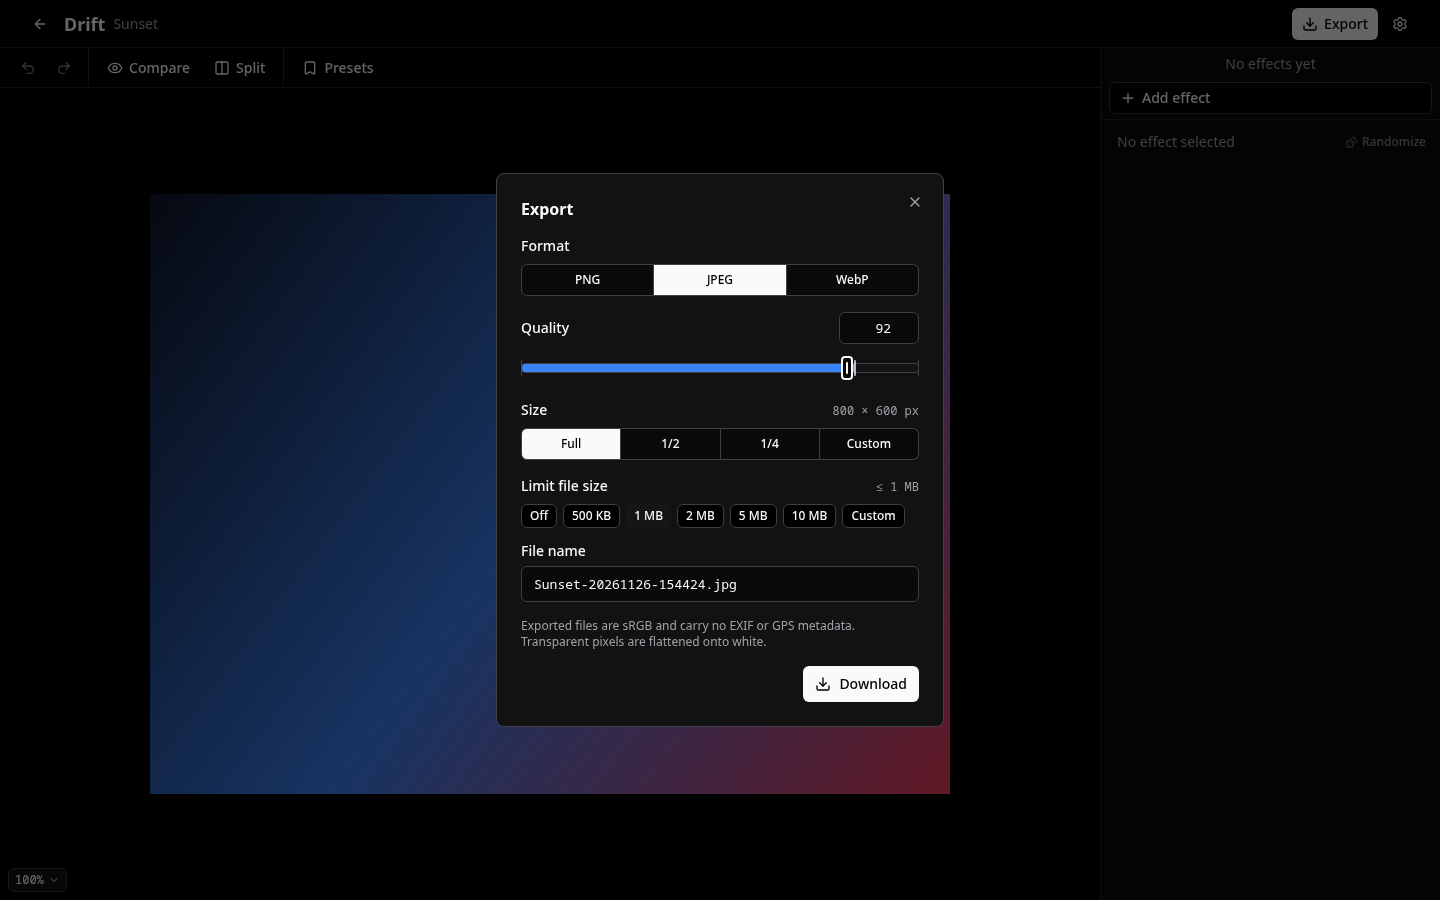 Drift Sunset Export
Compare Split Presets
No effects yet
Add effect
No effect selected Randomize
Export
Format
PNG JPEG WebP
Quality 92
Size 800 × 600 px
Full 1/2 1/4 Custom
Limit file size ≤ 1 MB
Off 500 KB 1 MB 2 MB 5 MB 10 MB Custom
File name
Sunset-20261126-154424.jpg
Exported files are sRGB and carry no EXIF or GPS metadata.
Transparent pixels are flattened onto white.
Download
100%